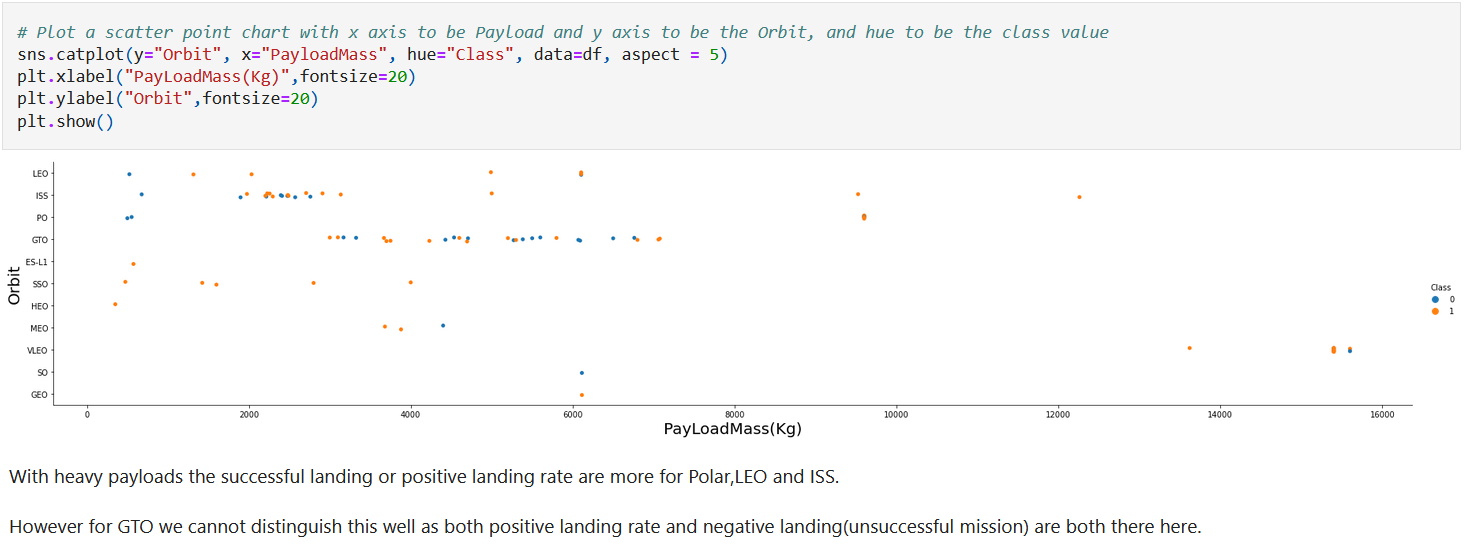 # Plot a scatter point chart with x axis to be Payload and y axis to be the Orbit, and hue to be the class value
sns.catplot(y="Orbit", x="PayloadMass", hue="Class", data=df, aspect = 5)
plt.xlabel("PayLoadMass(Kg)",fontsize=20)
plt.ylabel("Orbit",fontsize=20)
plt.show()
LEO
ISS
PO
GTO
ES-L1
SSO
HEO
MEO
VLEO
SO
GEO
Orbit
Class
0
1
0 2000 4000 6000 8000 10000 12000 14000 16000
PayLoadMass(Kg)
With heavy payloads the successful landing or positive landing rate are more for Polar,LEO and ISS.
However for GTO we cannot distinguish this well as both positive landing rate and negative landing(unsuccessful mission) are both there here.